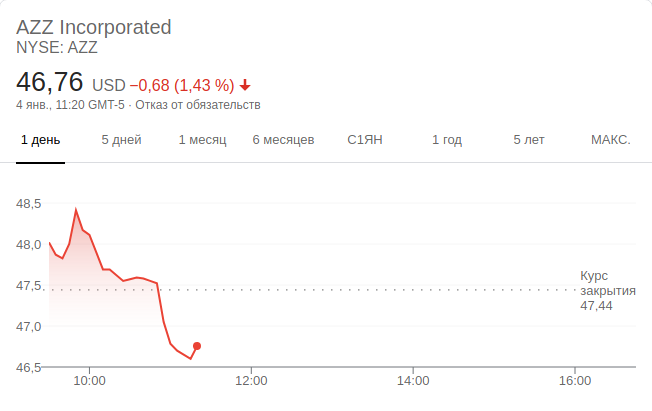 AZZ Incorporated
NYSE: AZZ
46,76 USD −0,68 (1,43 %)
4 янв., 11:20 GMT-5 · Отказ от обязательств
1 день 5 дней 1 месяц 6 месяцев С1ЯН 1 год 5 лет МАКС.
48,5
48,0
47,5
47,0
46,5
Курс
закрытия
47,44
10:00 12:00 14:00 16:00